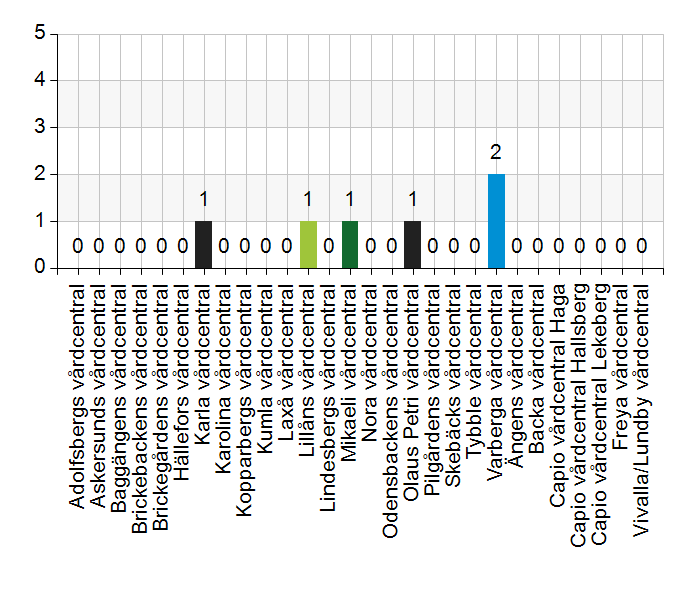 5
4
3
2
1
0
0 0 0 0 0 0 1 0 0 0 0 1 0 1 0 0 1 0 0 0 2 0 0 0 0 0 0 0
Adolfsbergs vårdcentral
Askersunds vårdcentral
Baggängens vårdcentral
Brickebackens vårdcentral
Brickegårdens vårdcentral
Hällefors vårdcentral
Karla vårdcentral
Karolina vårdcentral
Kopparbergs vårdcentral
Kumla vårdcentral
Laxå vårdcentral
Lillåns vårdcentral
Lindesbergs vårdcentral
Mikaeli vårdcentral
Nora vårdcentral
Odensbackens vårdcentral
Olaus Petri vårdcentral
Pilgårdens vårdcentral
Skebäcks vårdcentral
Tybble vårdcentral
Varberga vårdcentral
Ängens vårdcentral
Backa vårdcentral
Capio vårdcentral Haga
Capio vårdcentral Hallsberg
Capio vårdcentral Lekeberg
Freya vårdcentral
Vivalla/Lundby vårdcentral